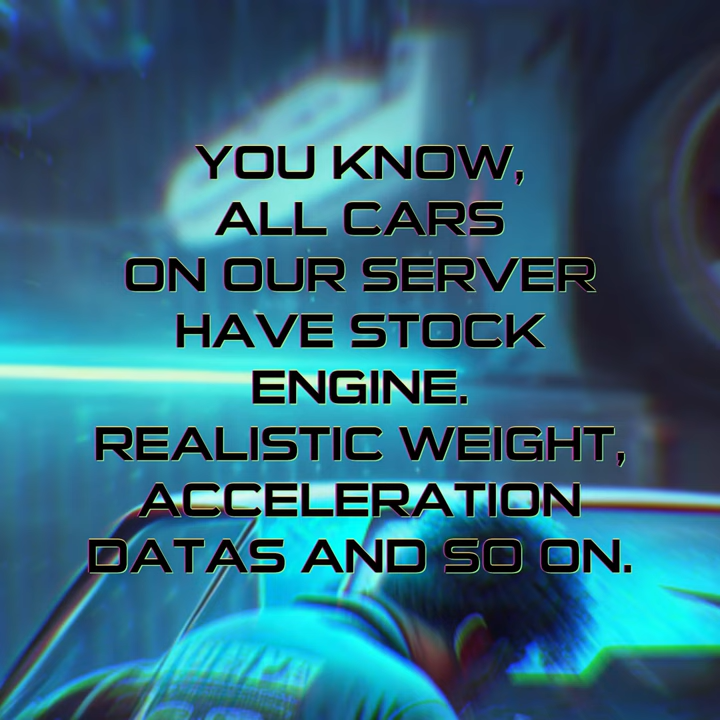 YOU KNOW,
ALL CARS
ON OUR SERVER
HAVE STOCK
ENGINE.
REALISTIC WEIGHT,
ACCELERATION
DATAS AND SO ON.